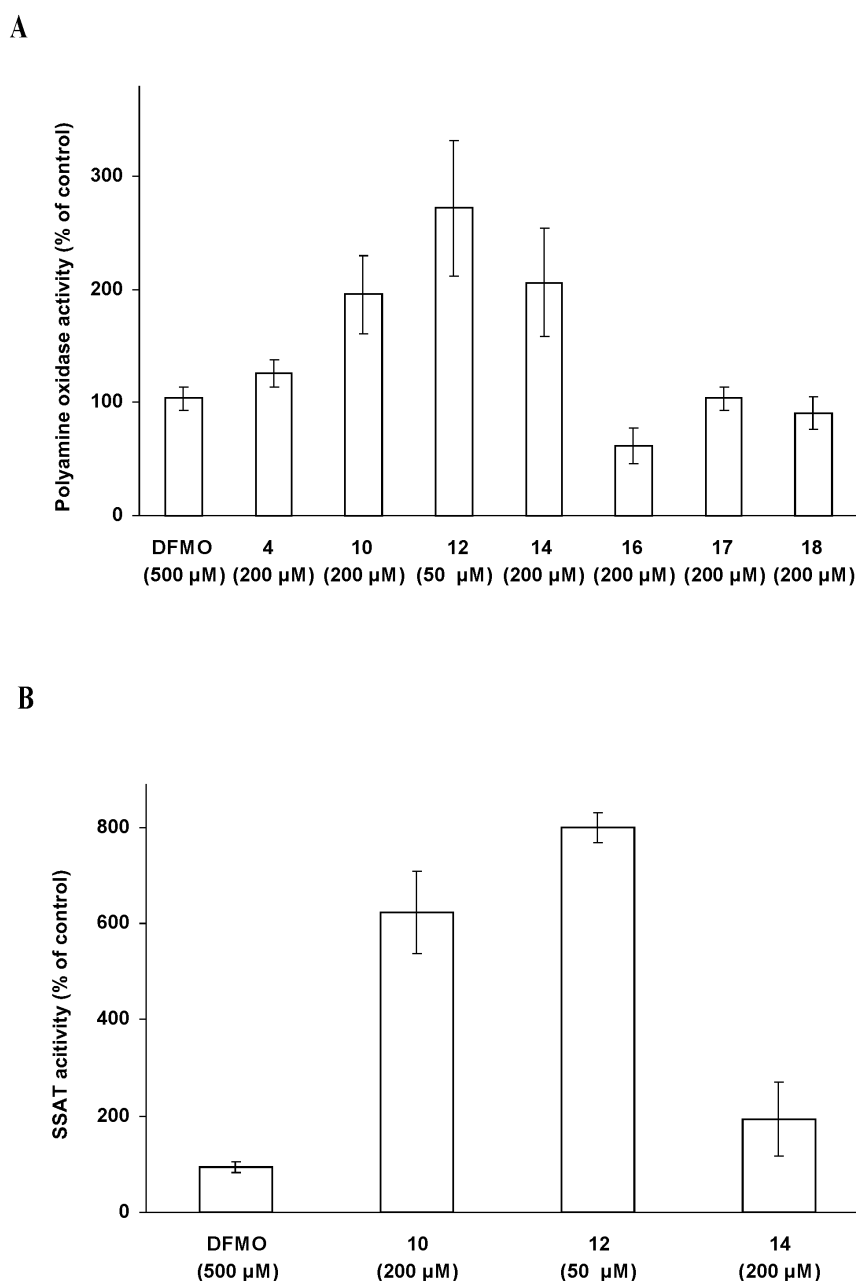 A
Polyamine oxidase activity (% of control)
300
200
100
0
DFMO 4 10 12 14 16 17 18
(500 µM) (200 µM) (200 µM) (50 µM) (200 µM) (200 µM) (200 µM) (200 µM)
B
SSAT acitivity (% of control)
800
600
400
200
0
DFMO 10 12 14
(500 µM) (200 µM) (50 µM) (200 µM)